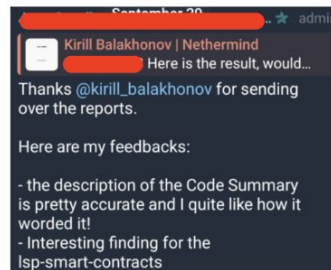 September 29
admi
Kirill Balakhonov | Nethermind
Here is the result, would...
Thanks @kirill_balakhonov for sending
over the reports.
Here are my feedbacks:
- the description of the Code Summary
is pretty accurate and I quite like how it
worded it!
- Interesting finding for the
lsp-smart-contracts